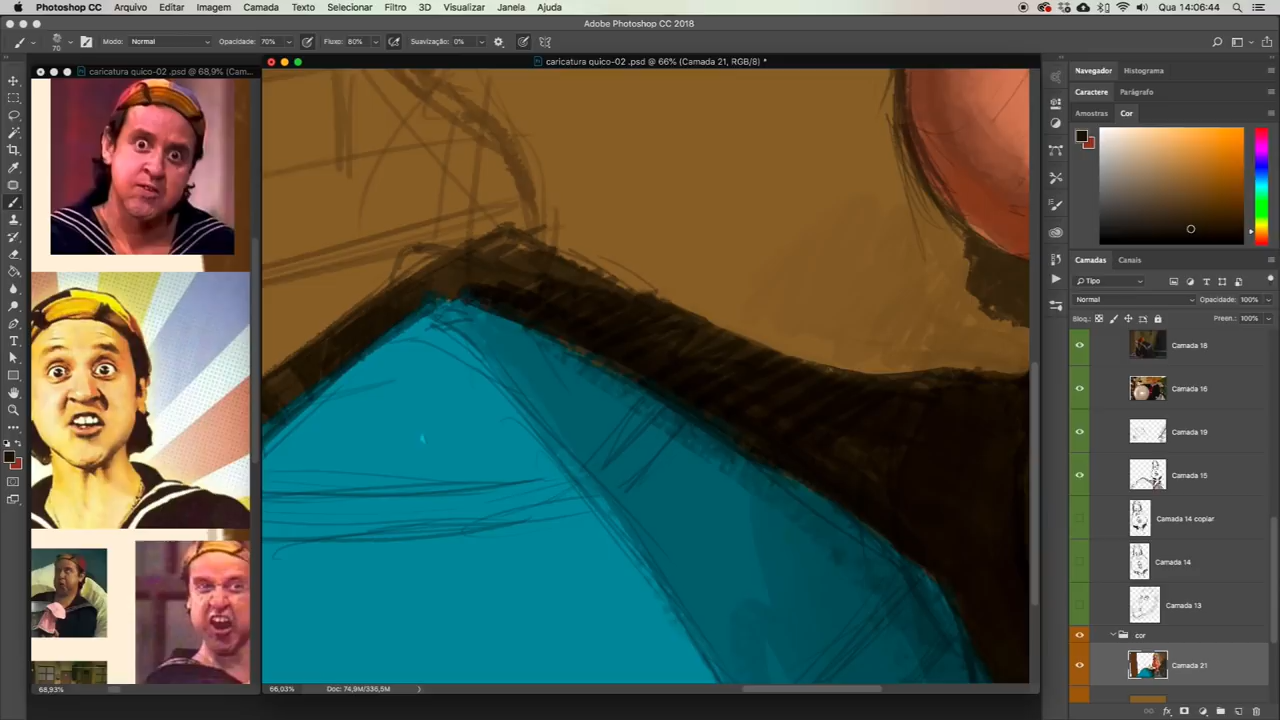 Photoshop CC Arquivo Editar Imagem Camada Texto Selecionar Filtro 3D Visualizar Janela Ajuda Qua 14:06:44
Adobe Photoshop CC 2018
70 Modo: Normal Opacidade: 70% Fluxo: 80% Suavização: 0%
caricatura quico-02 .psd @ 68,9% (Cam...
caricatura quico-02 .psd @ 66% (Camada 21, RGB/8) *
Navegador Histograma
Caractere Parágrafo
Amostras Cor
Camadas Canais
Tipo
Normal Opacidade: 100%
Bloq.: Preen.: 100%
Camada 18
Camada 16
Camada 19
Camada 15
Camada 14 copiar
Camada 14
Camada 13
cor
Camada 21
68,93%
66,03% Doc: 74,9M/336,5M
fx